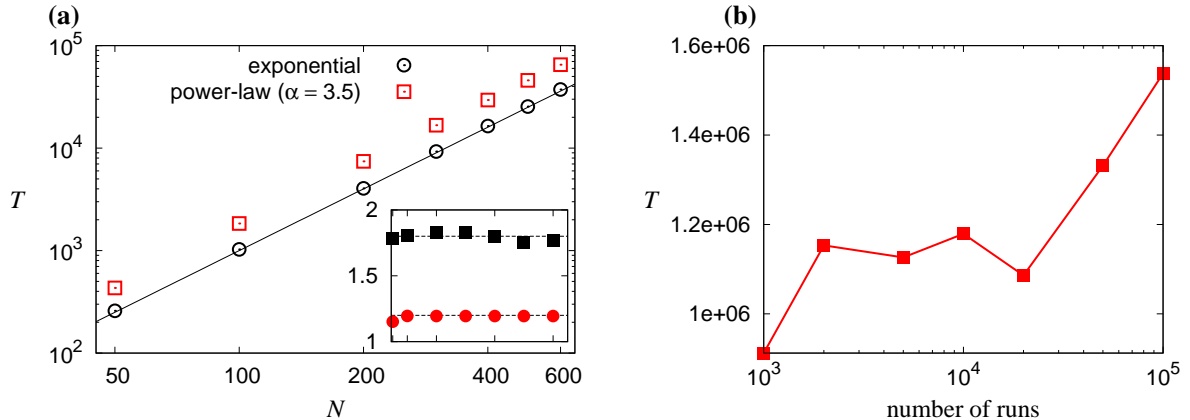 (a)
10^5
10^4
10^3
10^2
T
exponential
power-law (α = 3.5)
2
1.5
1
50 100 200 400 600
N
(b)
1.6e+06
1.4e+06
1.2e+06
1e+06
T
10^3 10^4 10^5
number of runs